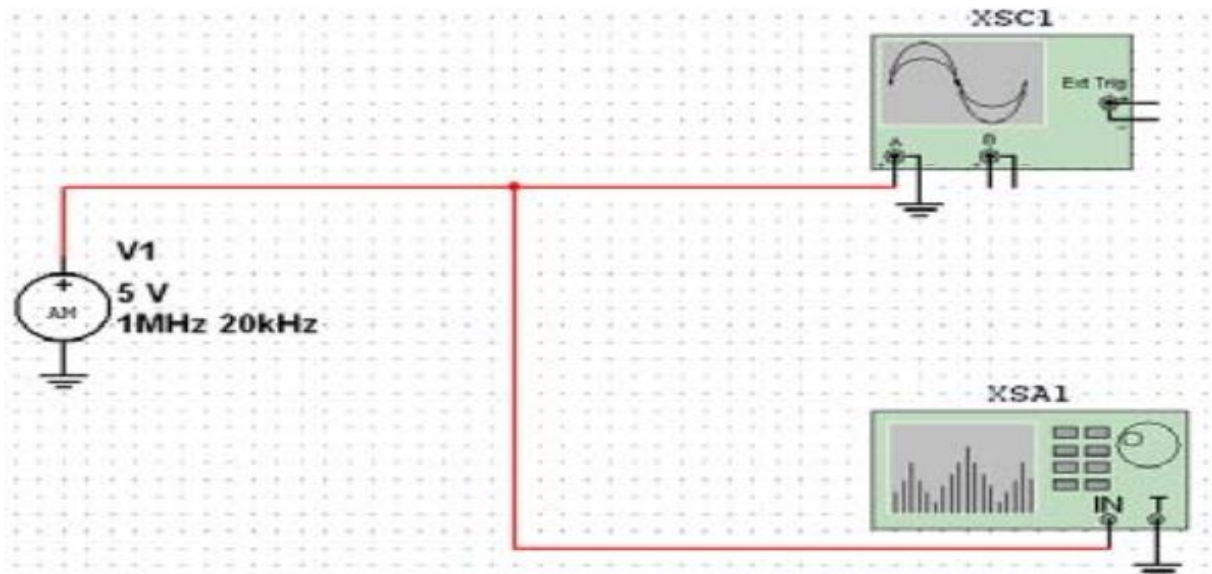 XSC1
Ext Trig
A B
V1
5 V
AM
1MHz 20kHz
XSA1
IN T